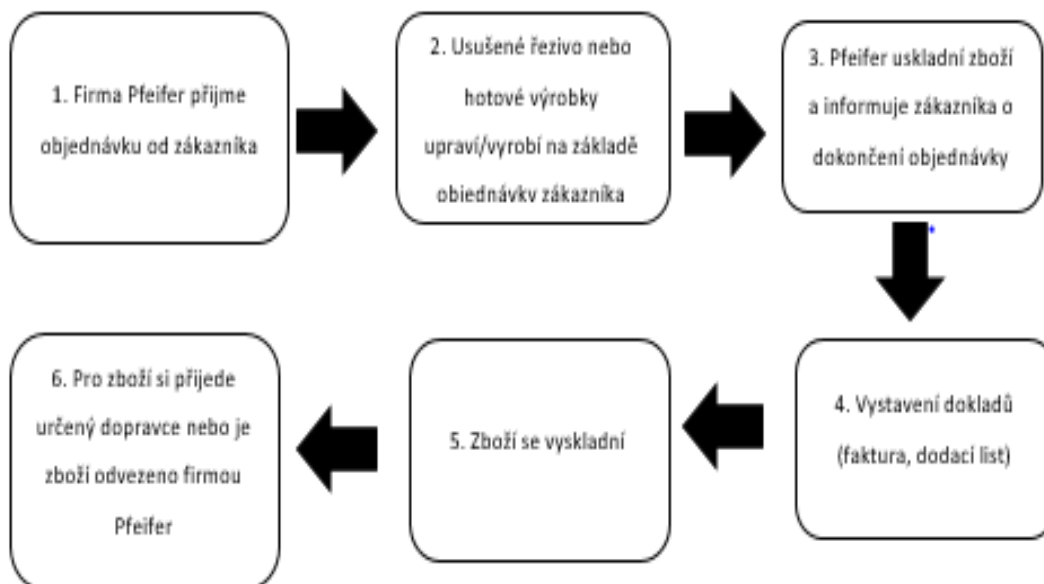 1. Firma Pfeifer přijme
objednávku od zákazníka
2. Usušené řezivo nebo
hotové výrobky
upraví/vyrobí na základě
objednávky zákazníka
3. Pfeifer uskladní zboží
a informuje zákazníka o
dokončení objednávky
4. Vystavení dokladů
(faktura, dodací list)
5. Zboží se vyskladní
6. Pro zboží si přijede
určený dopravce nebo je
zboží odvezeno firmou
Pfeifer